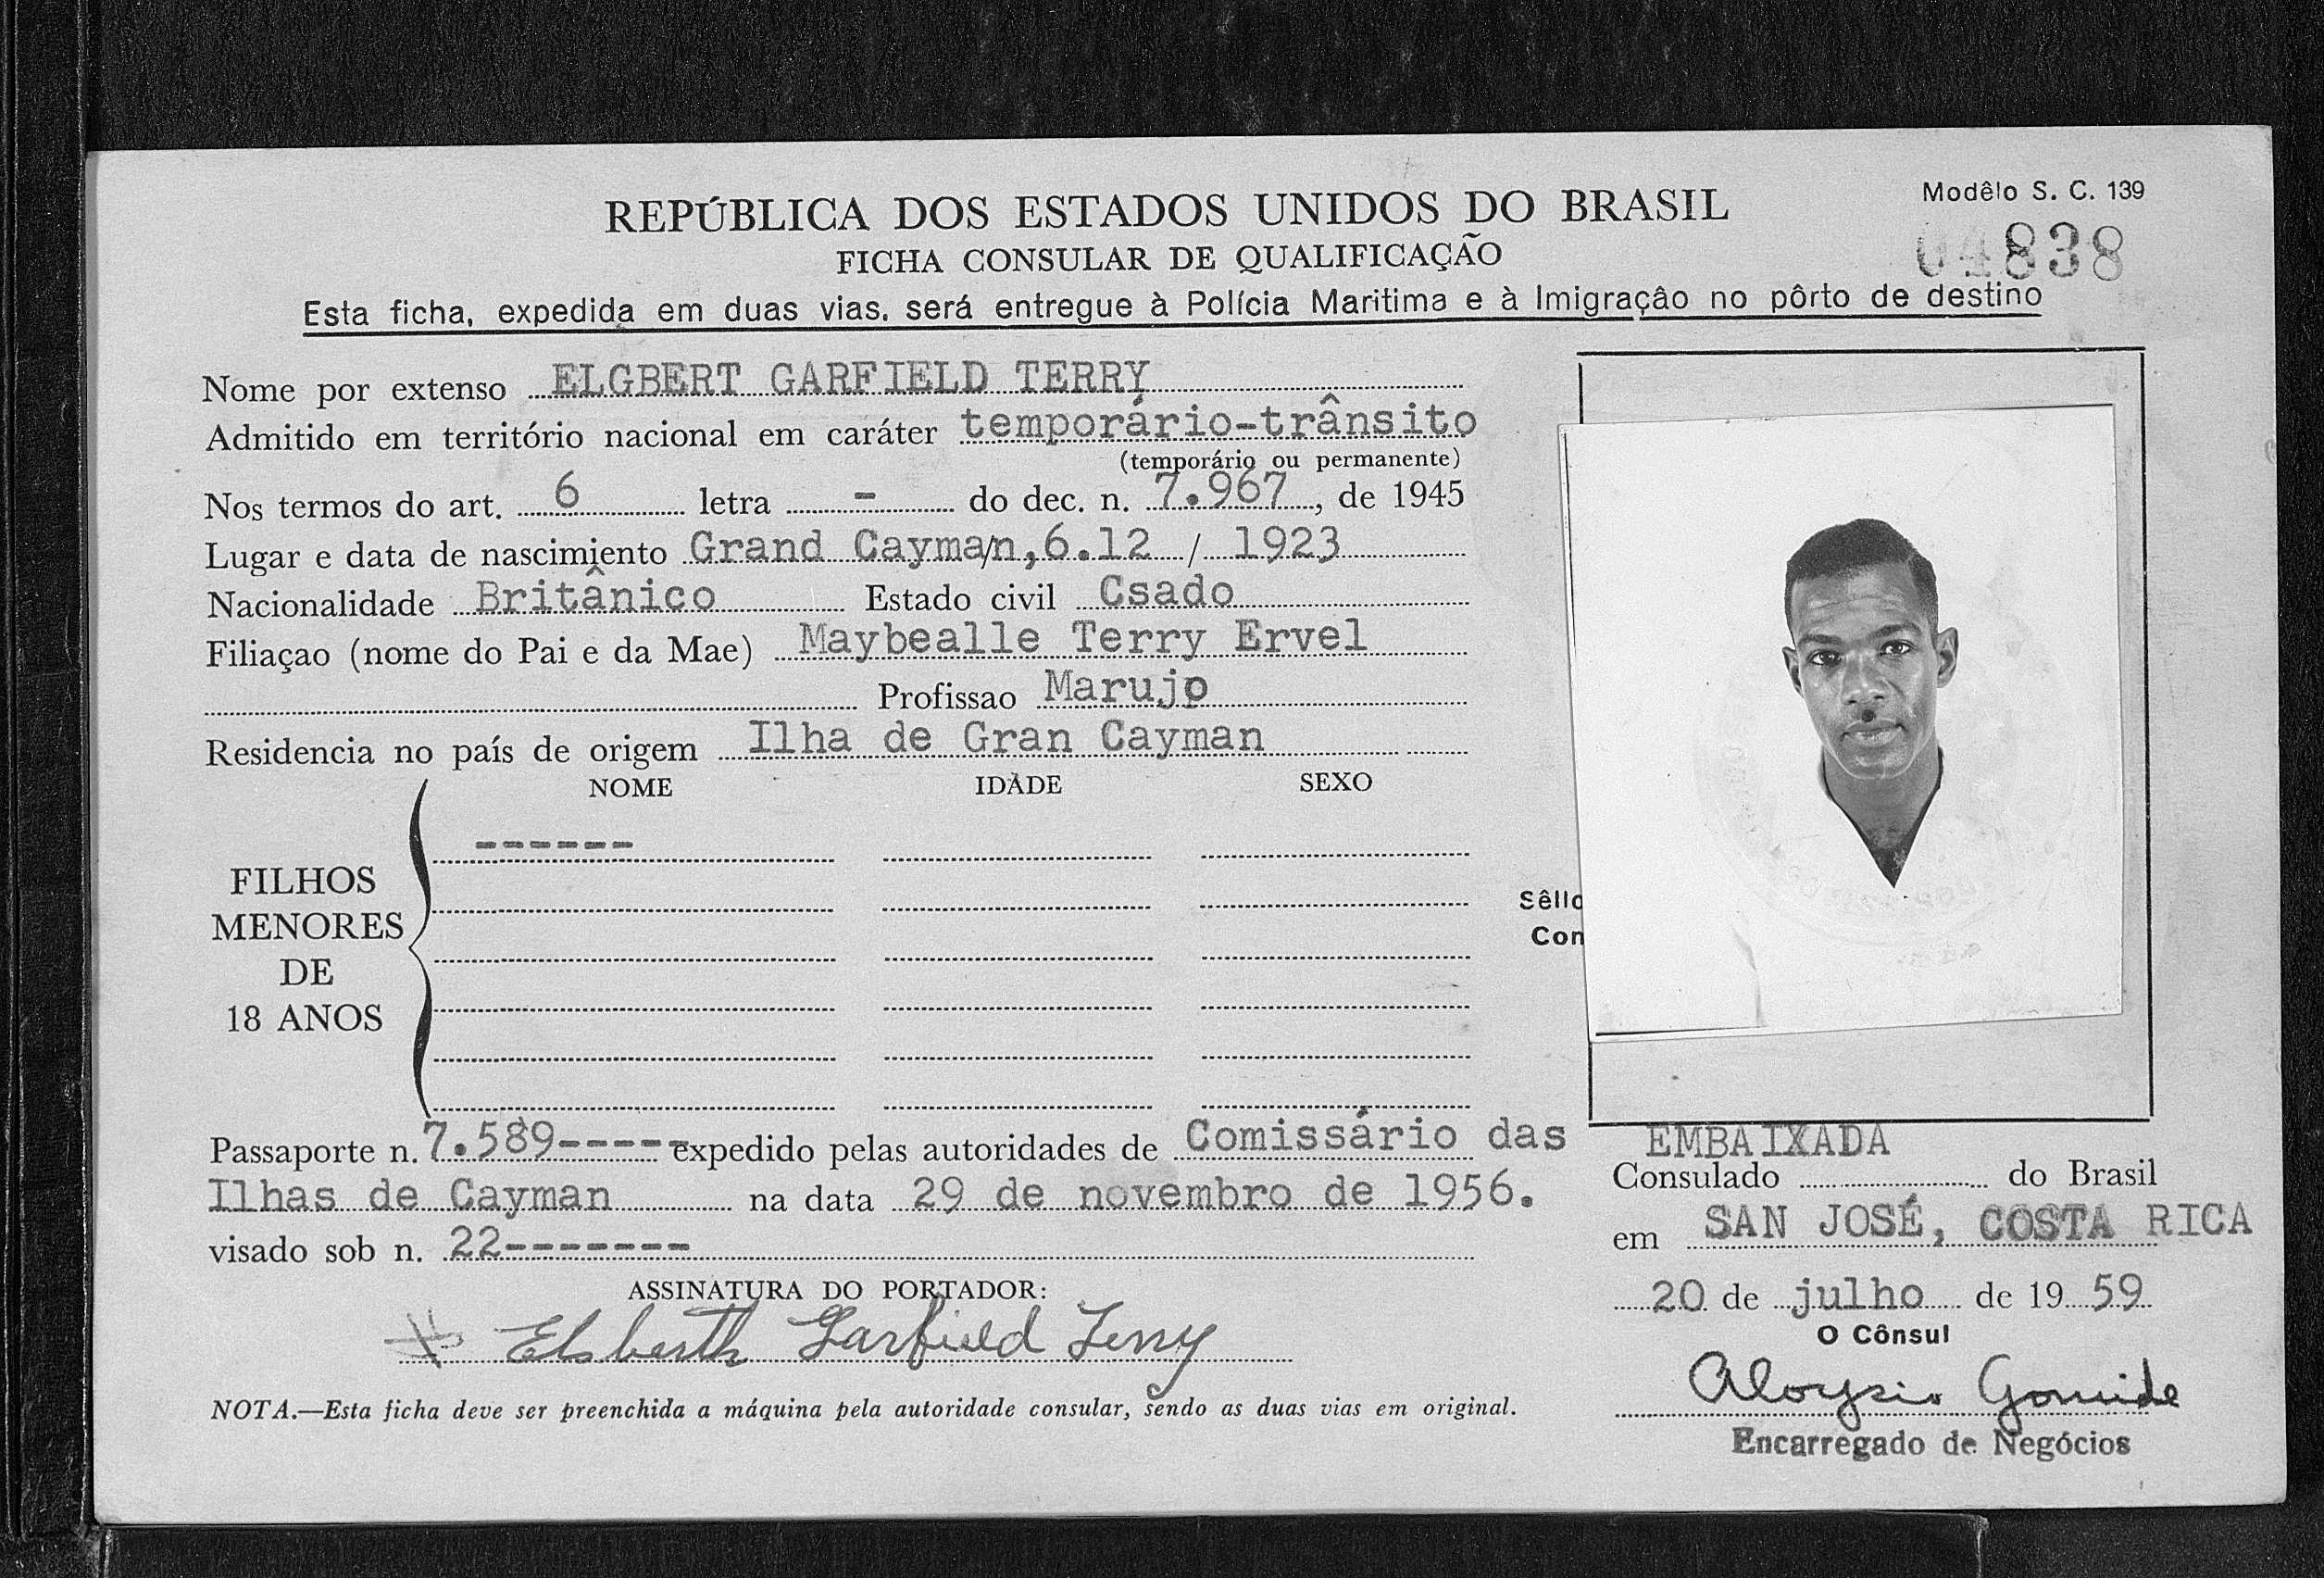 Modêlo S. C. 139
REPÚBLICA DOS ESTADOS UNIDOS DO BRASIL
04838
FICHA CONSULAR DE QUALIFICAÇÃO
Esta ficha, expedida em duas vias, será entregue à Polícia Maritima e à Imigração no pôrto de destino
Nome por extenso ELGBERT GARFIELD TERRY
Admitido em território nacional em caráter temporário-trânsito
(temporário ou permanente)
Nos termos do art. 6 letra - do dec. n. 7.967, de 1945
Lugar e data de nascimiento Grand Cayman, 6.12 / 1923
Nacionalidade Britânico Estado civil Csado
Filiaçao (nome do Pai e da Mae) Maybealle Terry Ervel
Profissao Marujo
Residencia no país de origem Ilha de Gran Cayman
NOME IDADE SEXO
------
FILHOS
MENORES
DE
18 ANOS
Sêllo
Con
Passaporte n. 7.589----- expedido pelas autoridades de Comissário das
Ilhas de Cayman na data 29 de novembro de 1956.
visado sob n. 22-------
ASSINATURA DO PORTADOR:
Elsberth Garfield Terry
NOTA.—Esta ficha deve ser preenchida a máquina pela autoridade consular, sendo as duas vias em original.
EMBAIXADA
Consulado do Brasil
em SAN JOSÉ, COSTA RICA
20 de julho de 19 59
O Cônsul
Aloysio Gomide
Encarregado de Negócios